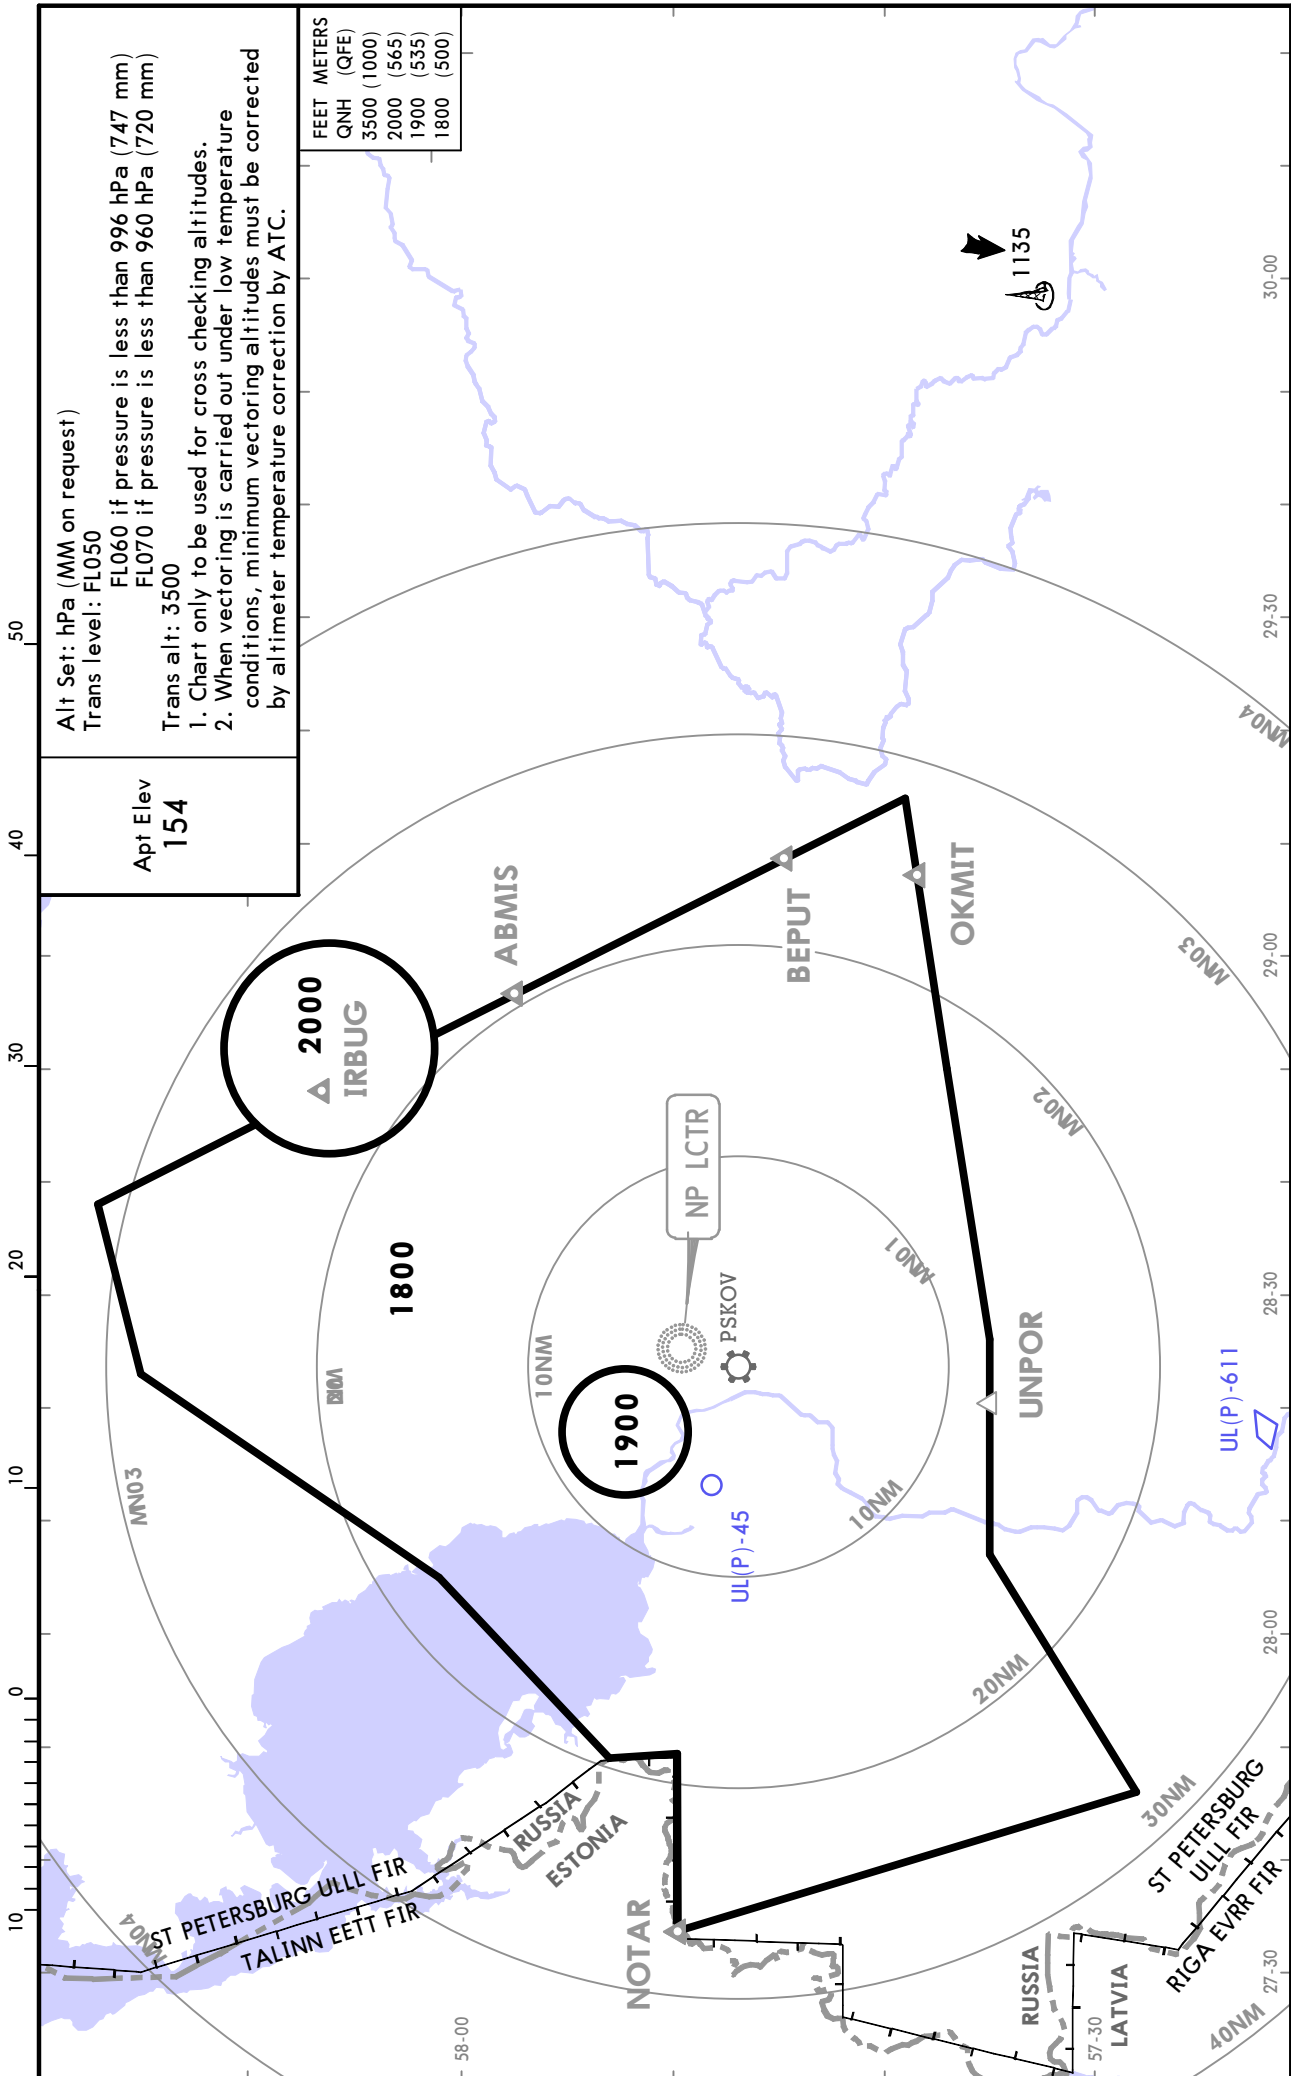 Apt Elev
154
Alt Set: hPa (MM on request)
Trans level: FL050
FL060 if pressure is less than 996 hPa (747 mm)
FL070 if pressure is less than 960 hPa (720 mm)
Trans alt: 3500
1. Chart only to be used for cross checking altitudes.
2. When vectoring is carried out under low temperature
conditions, minimum vectoring altitudes must be corrected
by altimeter temperature correction by ATC.
FEET METERS
QNH (QFE)
3500 (1000)
2000 (565)
1900 (535)
1800 (500)
10
0
10
20
30
40
50
40NM
ST PETERSBURG ULLL FIR
TALINN EETT FIR
30NM
2000
IRBUG
ABMIS
1800
58-00
RUSSIA
ESTONIA
10NM
1900
NP LCTR
PSKOV
NOTAR
UL(P)-45
BEPUT
10NM
10NM
OKMIT
UNPOR
20NM
20NM
1135
RUSSIA
LATVIA
57-30
30NM
30NM
ST PETERSBURG
ULLL FIR
RIGA EVRR FIR
UL(P)-611
40NM
40NM
27-30
28-00
28-30
29-00
29-30
30-00